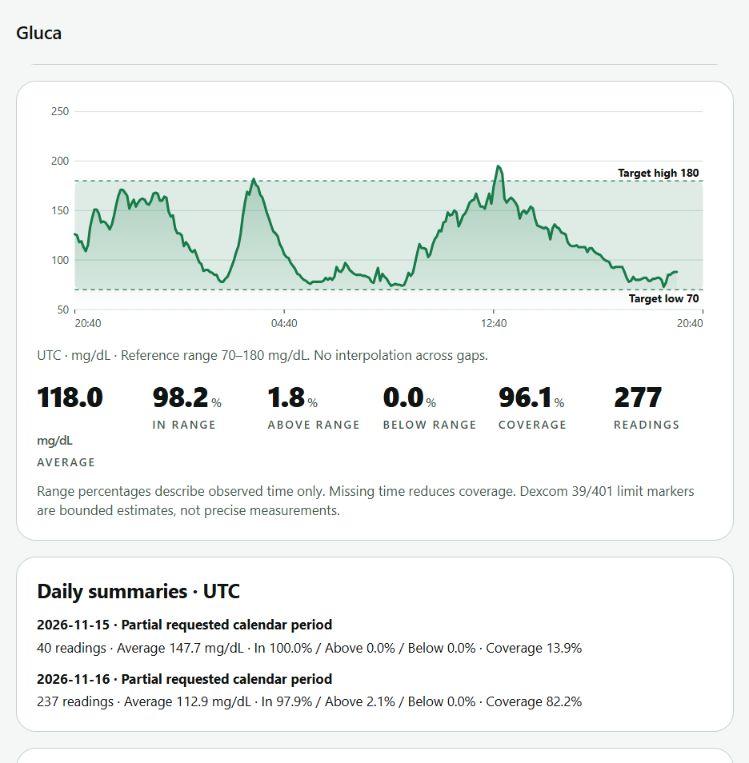 Gluca
250
200
Target high 180
150
100
50
Target low 70
20:40
04:40
12:40
20:40
UTC · mg/dL · Reference range 70–180 mg/dL. No interpolation across gaps.
118.0
mg/dL
AVERAGE
98.2 %
IN RANGE
1.8 %
ABOVE RANGE
0.0 %
BELOW RANGE
96.1 %
COVERAGE
277
READINGS
Range percentages describe observed time only. Missing time reduces coverage. Dexcom 39/401 limit markers
are bounded estimates, not precise measurements.
Daily summaries · UTC
2026-11-15 · Partial requested calendar period
40 readings · Average 147.7 mg/dL · In 100.0% / Above 0.0% / Below 0.0% · Coverage 13.9%
2026-11-16 · Partial requested calendar period
237 readings · Average 112.9 mg/dL · In 97.9% / Above 2.1% / Below 0.0% · Coverage 82.2%